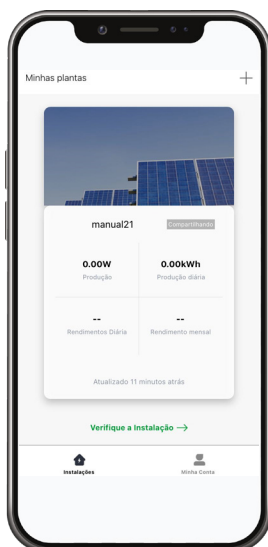 Minhas plantas
manual21 Compartilhando
0.00W 0.00kWh
Produção Produção diária
-- --
Rendimentos Diária Rendimento mensal
Atualizado 11 minutos atrás
Verifique a Instalação →
Instalações Minha Conta